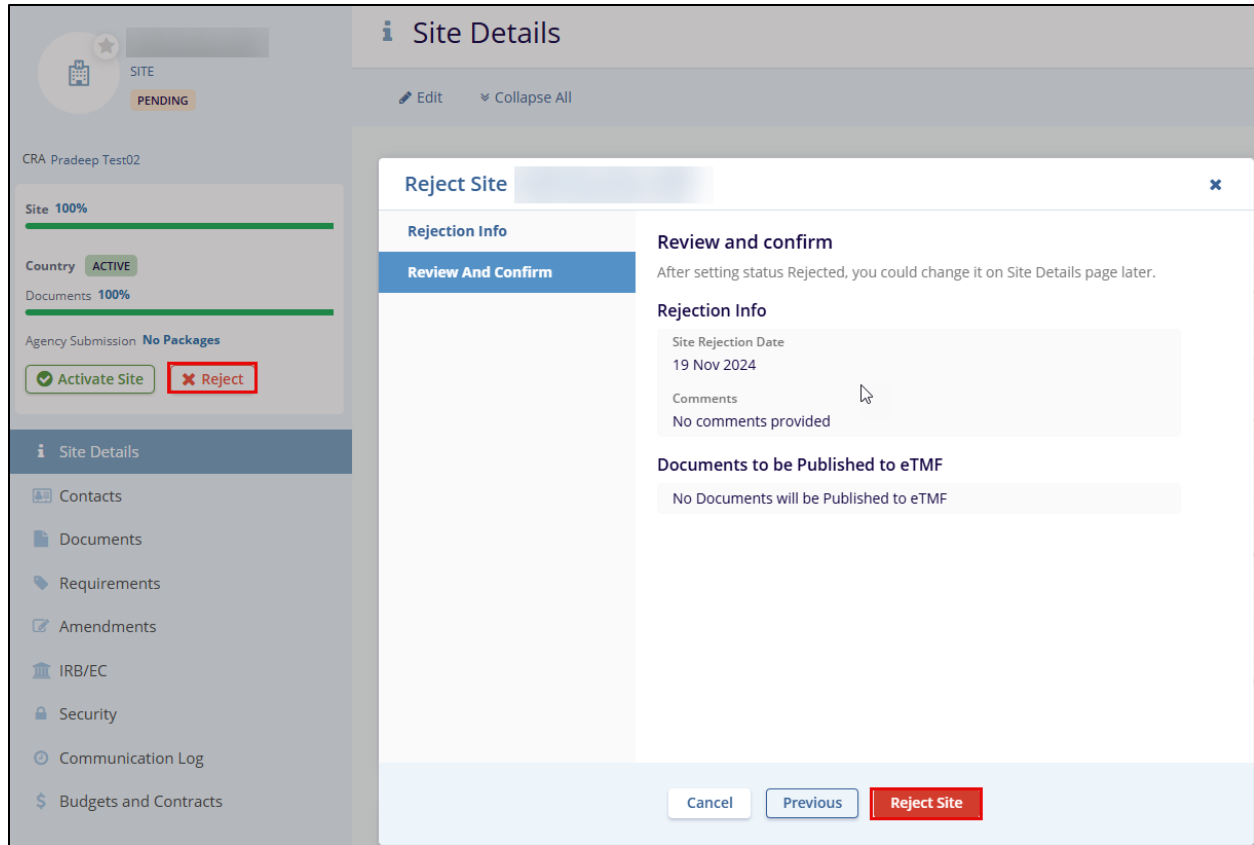 SITE
PENDING
CRA Pradeep Test02
Site 100%
Country ACTIVE
Documents 100%
Agency Submission No Packages
Activate Site
Reject
Site Details
Contacts
Documents
Requirements
Amendments
IRB/EC
Security
Communication Log
Budgets and Contracts
Site Details
Edit
Collapse All
Reject Site
Rejection Info
Review And Confirm
Review and confirm
After setting status Rejected, you could change it on Site Details page later.
Rejection Info
Site Rejection Date
19 Nov 2024
Comments
No comments provided
Documents to be Published to eTMF
No Documents will be Published to eTMF
Cancel
Previous
Reject Site